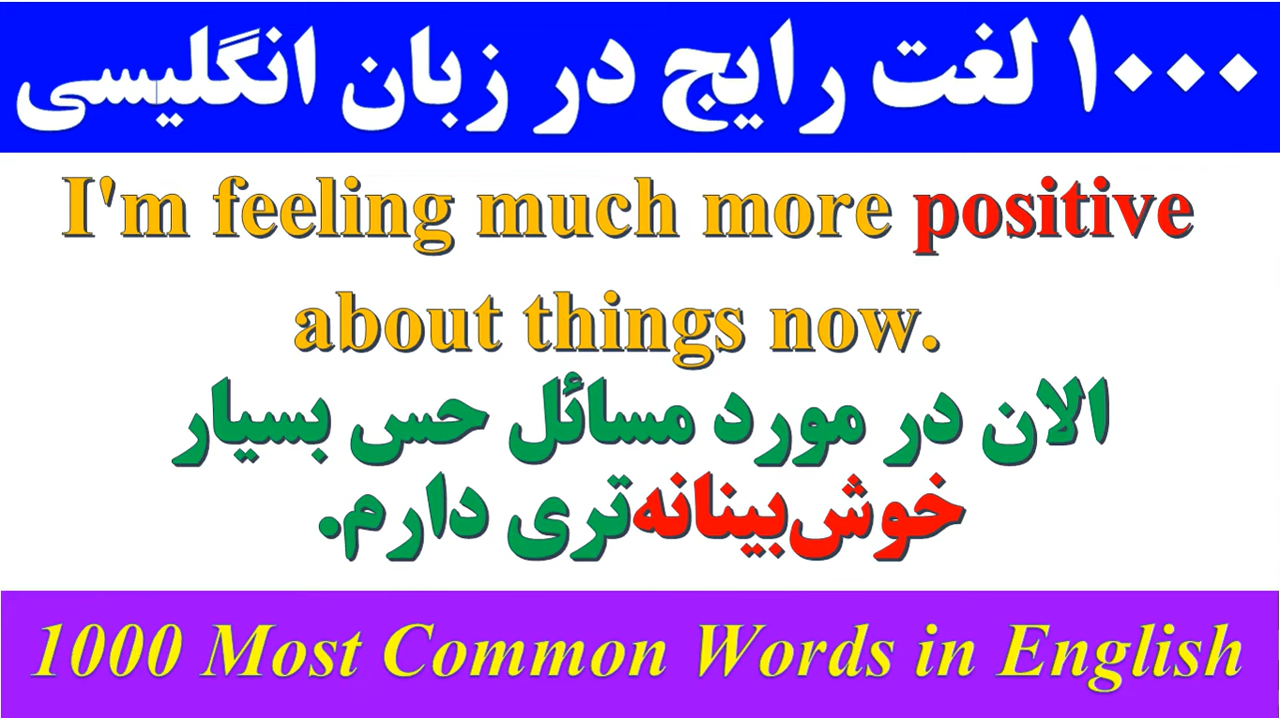 ۱۰۰۰ لغت رایج در زبان انگلیسی
I'm feeling much more positive
about things now.
الان در مورد مسائل حس بسیار
خوش‌بینانه‌تری دارم.
1000 Most Common Words in English